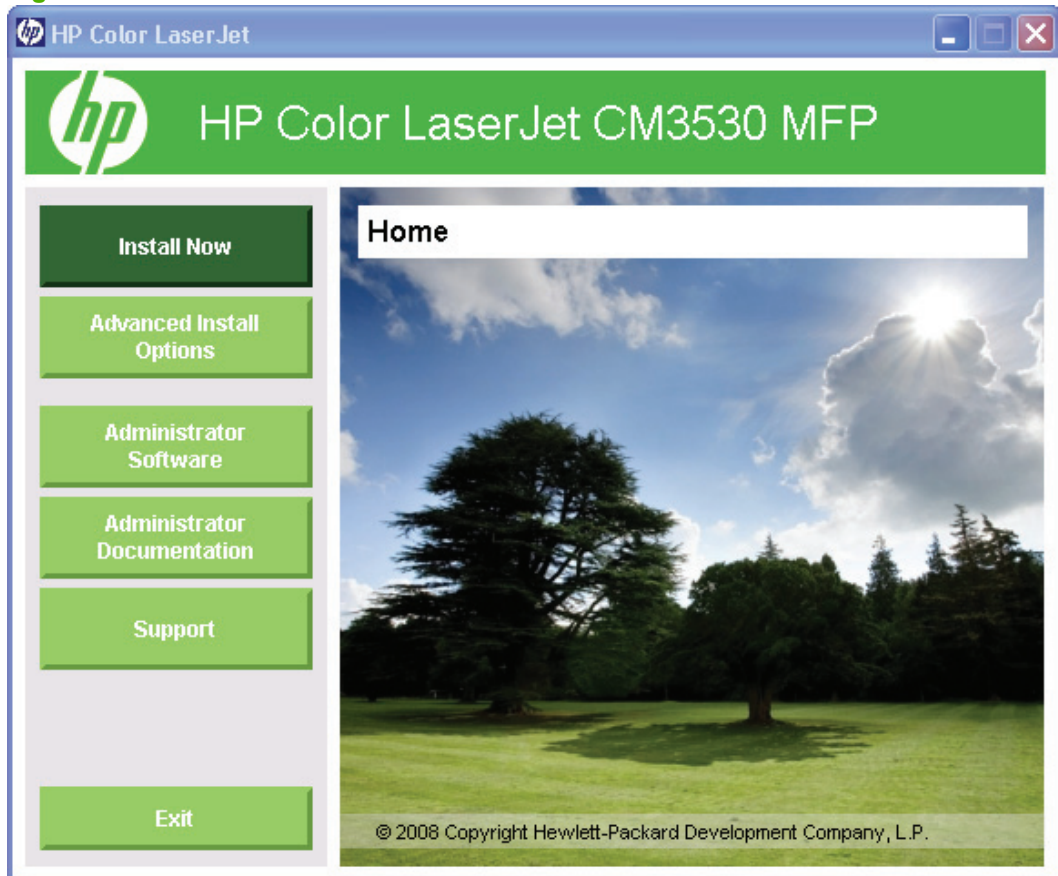 HP Color LaserJet
hp
HP Color LaserJet CM3530 MFP
Install Now
Advanced Install
Options
Administrator
Software
Administrator
Documentation
Support
Exit
Home
© 2008 Copyright Hewlett-Packard Development Company, L.P.